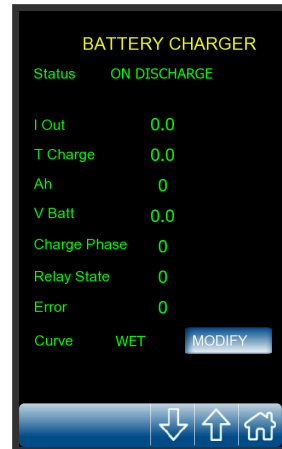 BATTERY CHARGER
Status ON DISCHARGE
I Out 0.0
T Charge 0.0
Ah 0
V Batt 0.0
Charge Phase 0
Relay State 0
Error 0
Curve WET MODIFY